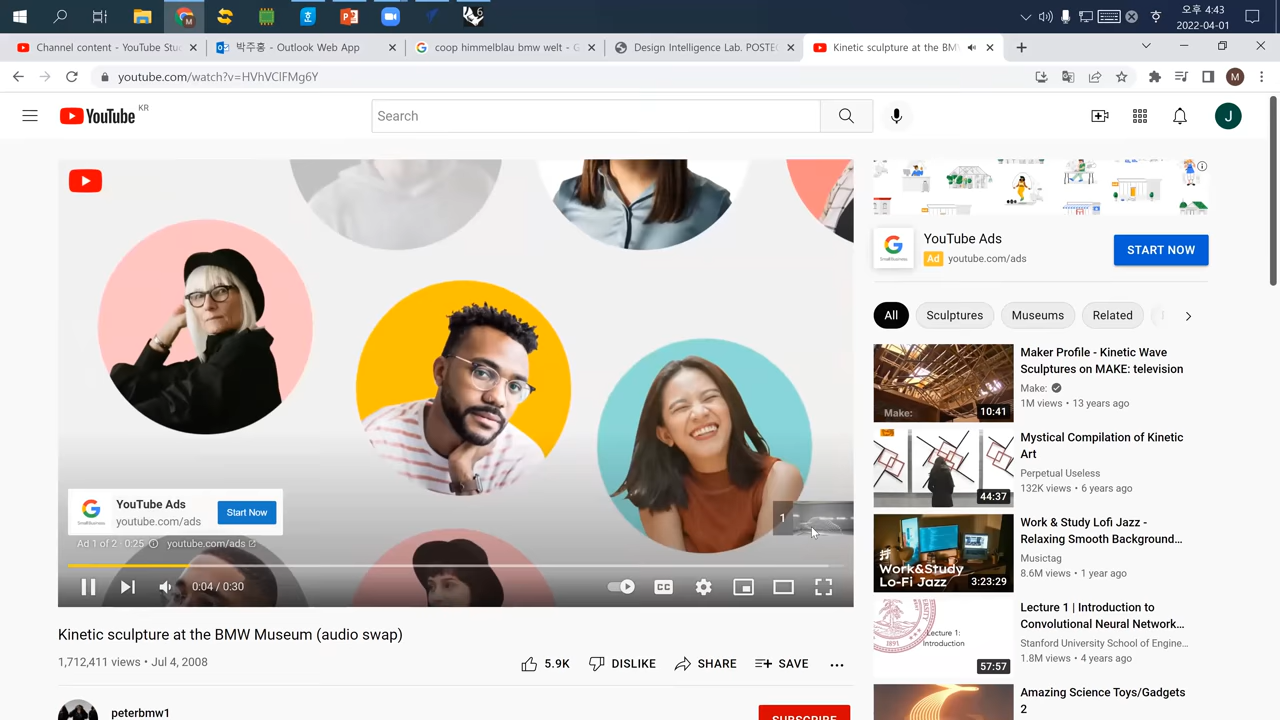 오후 4:43
2022-04-01
Channel content - YouTube Stu
박주홍 - Outlook Web App
coop himmelblau bmw welt - G
Design Intelligence Lab. POSTEC
Kinetic sculpture at the BM
youtube.com/watch?v=HVhVClFMg6Y
M
YouTube KR
Search
J
YouTube Ads
Ad youtube.com/ads
START NOW
All
Sculptures
Museums
Related
YouTube Ads
youtube.com/ads
Start Now
1
Ad 1 of 2 · 0:25
youtube.com/ads
0:04 / 0:30
CC
Kinetic sculpture at the BMW Museum (audio swap)
1,712,411 views • Jul 4, 2008
5.9K
DISLIKE
SHARE
SAVE
peterbmw1
SUBSCRIBE
Make:
10:41
Maker Profile - Kinetic Wave
Sculptures on MAKE: television
Make:
1M views • 13 years ago
44:37
Mystical Compilation of Kinetic
Art
Perpetual Useless
132K views • 6 years ago
Work&Study
Lo-Fi Jazz
3:23:29
Work & Study Lofi Jazz -
Relaxing Smooth Background…
Musictag
8.6M views • 1 year ago
Lecture 1:
Introduction
57:57
Lecture 1 | Introduction to
Convolutional Neural Network…
Stanford University School of Engine…
1.8M views • 4 years ago
Amazing Science Toys/Gadgets
2